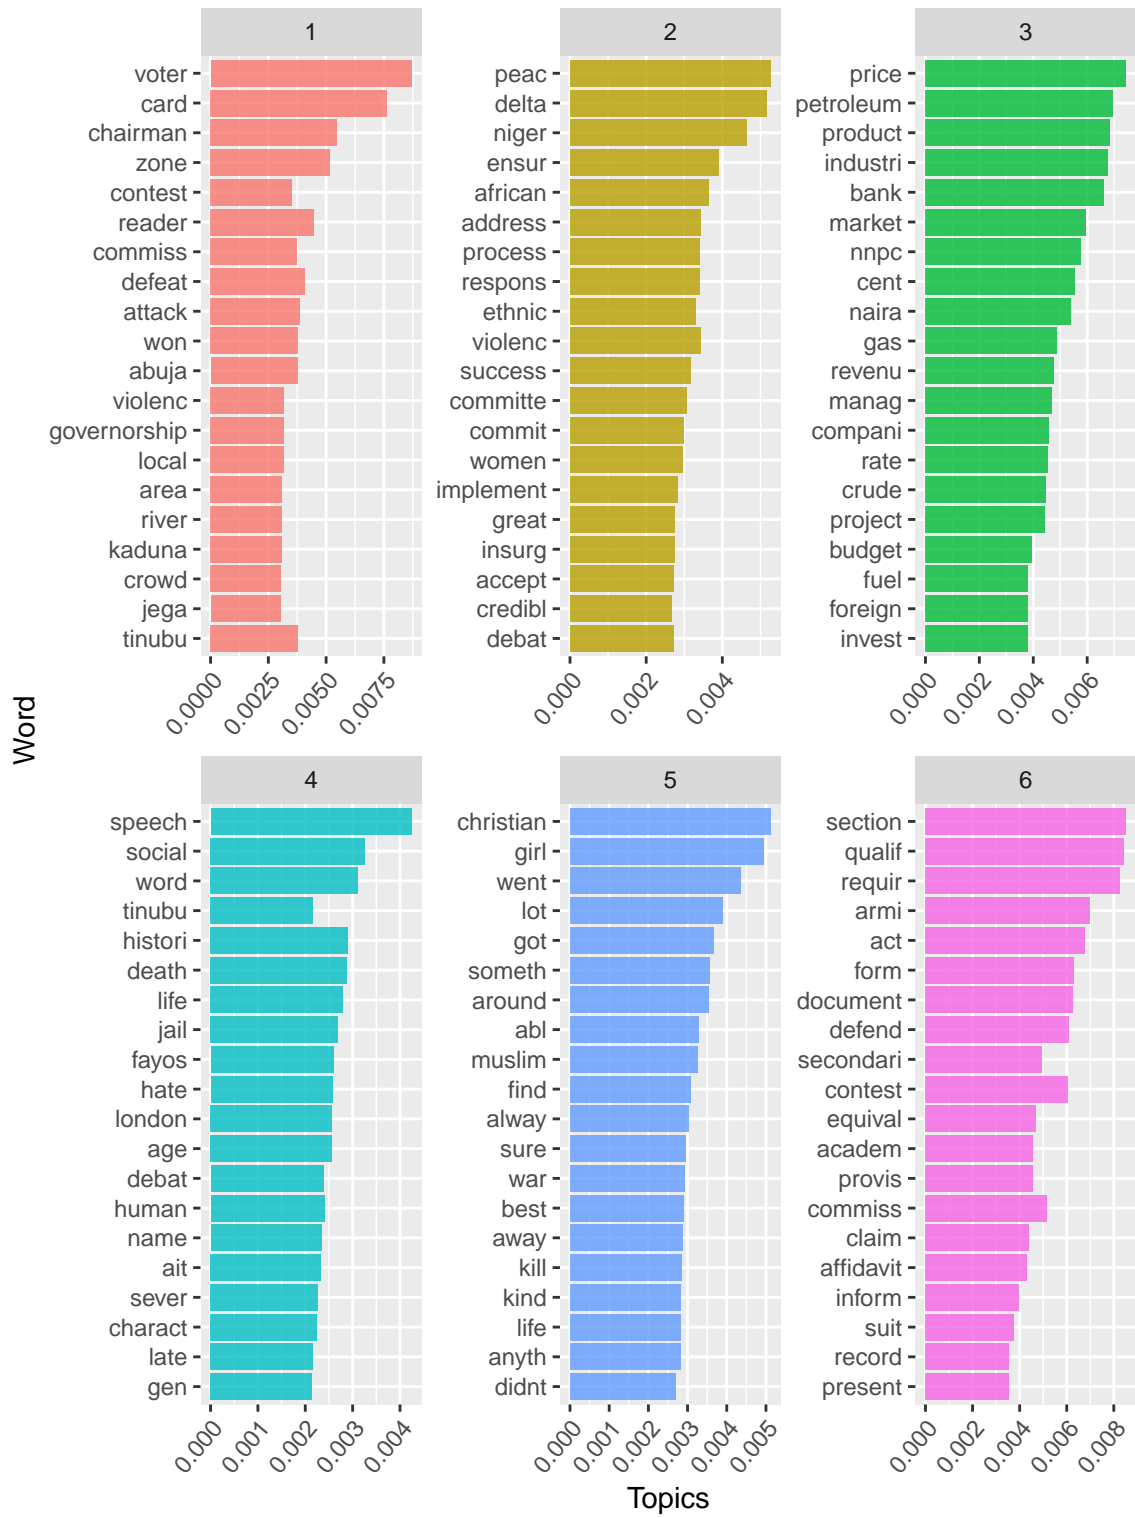 1
voter
card
chairman
zone
contest
reader
commiss
defeat
attack
won
abuja
violenc
governorship
local
area
river
kaduna
crowd
jega
tinubu
0.0000
0.0025
0.0050
0.0075
2
peac
delta
niger
ensur
african
address
process
respons
ethnic
violenc
success
committe
commit
women
implement
great
insurg
accept
credibl
debat
0.000
0.002
0.004
3
price
petroleum
product
industri
bank
market
nnpc
cent
naira
gas
revenu
manag
compani
rate
crude
project
budget
fuel
foreign
invest
0.000
0.002
0.004
0.006
Word
4
speech
social
word
tinubu
histori
death
life
jail
fayos
hate
london
age
debat
human
name
ait
sever
charact
late
gen
0.000
0.001
0.002
0.003
0.004
5
christian
girl
went
lot
got
someth
around
abl
muslim
find
alway
sure
war
best
away
kill
kind
life
anyth
didnt
0.000
0.001
0.002
0.003
0.004
0.005
6
section
qualif
requir
armi
act
form
document
defend
secondari
contest
equival
academ
provis
commiss
claim
affidavit
inform
suit
record
present
0.000
0.002
0.004
0.006
0.008
Topics